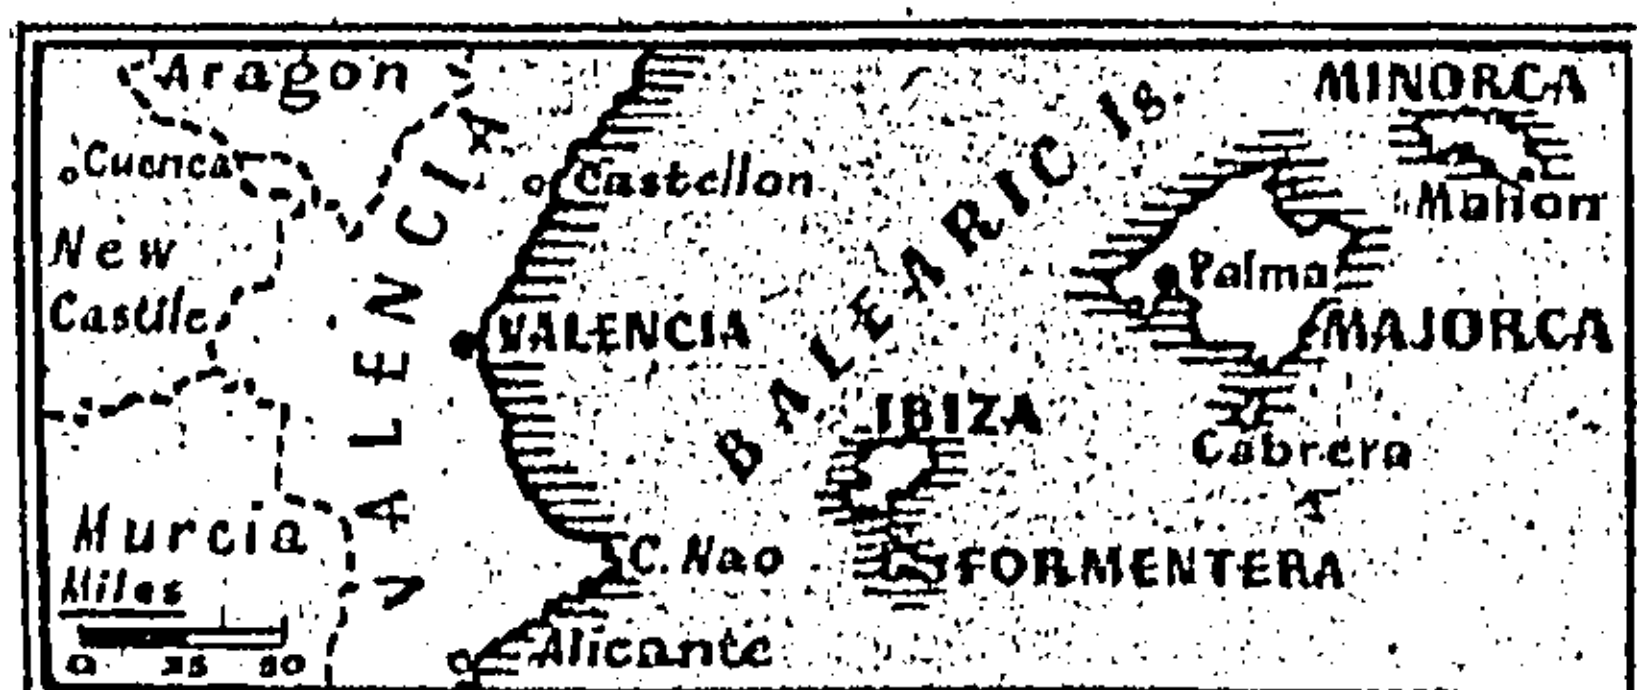 Aragon
MINORCA
Cuenca
Castellon
Mahon
New
Castile
Palma
VALENCIA
VALENCIA
BALEARIC Is.
MAJORCA
IBIZA
Cabrera
Murcia
C. Nao
FORMENTERA
Miles
0 25 50
Alicante